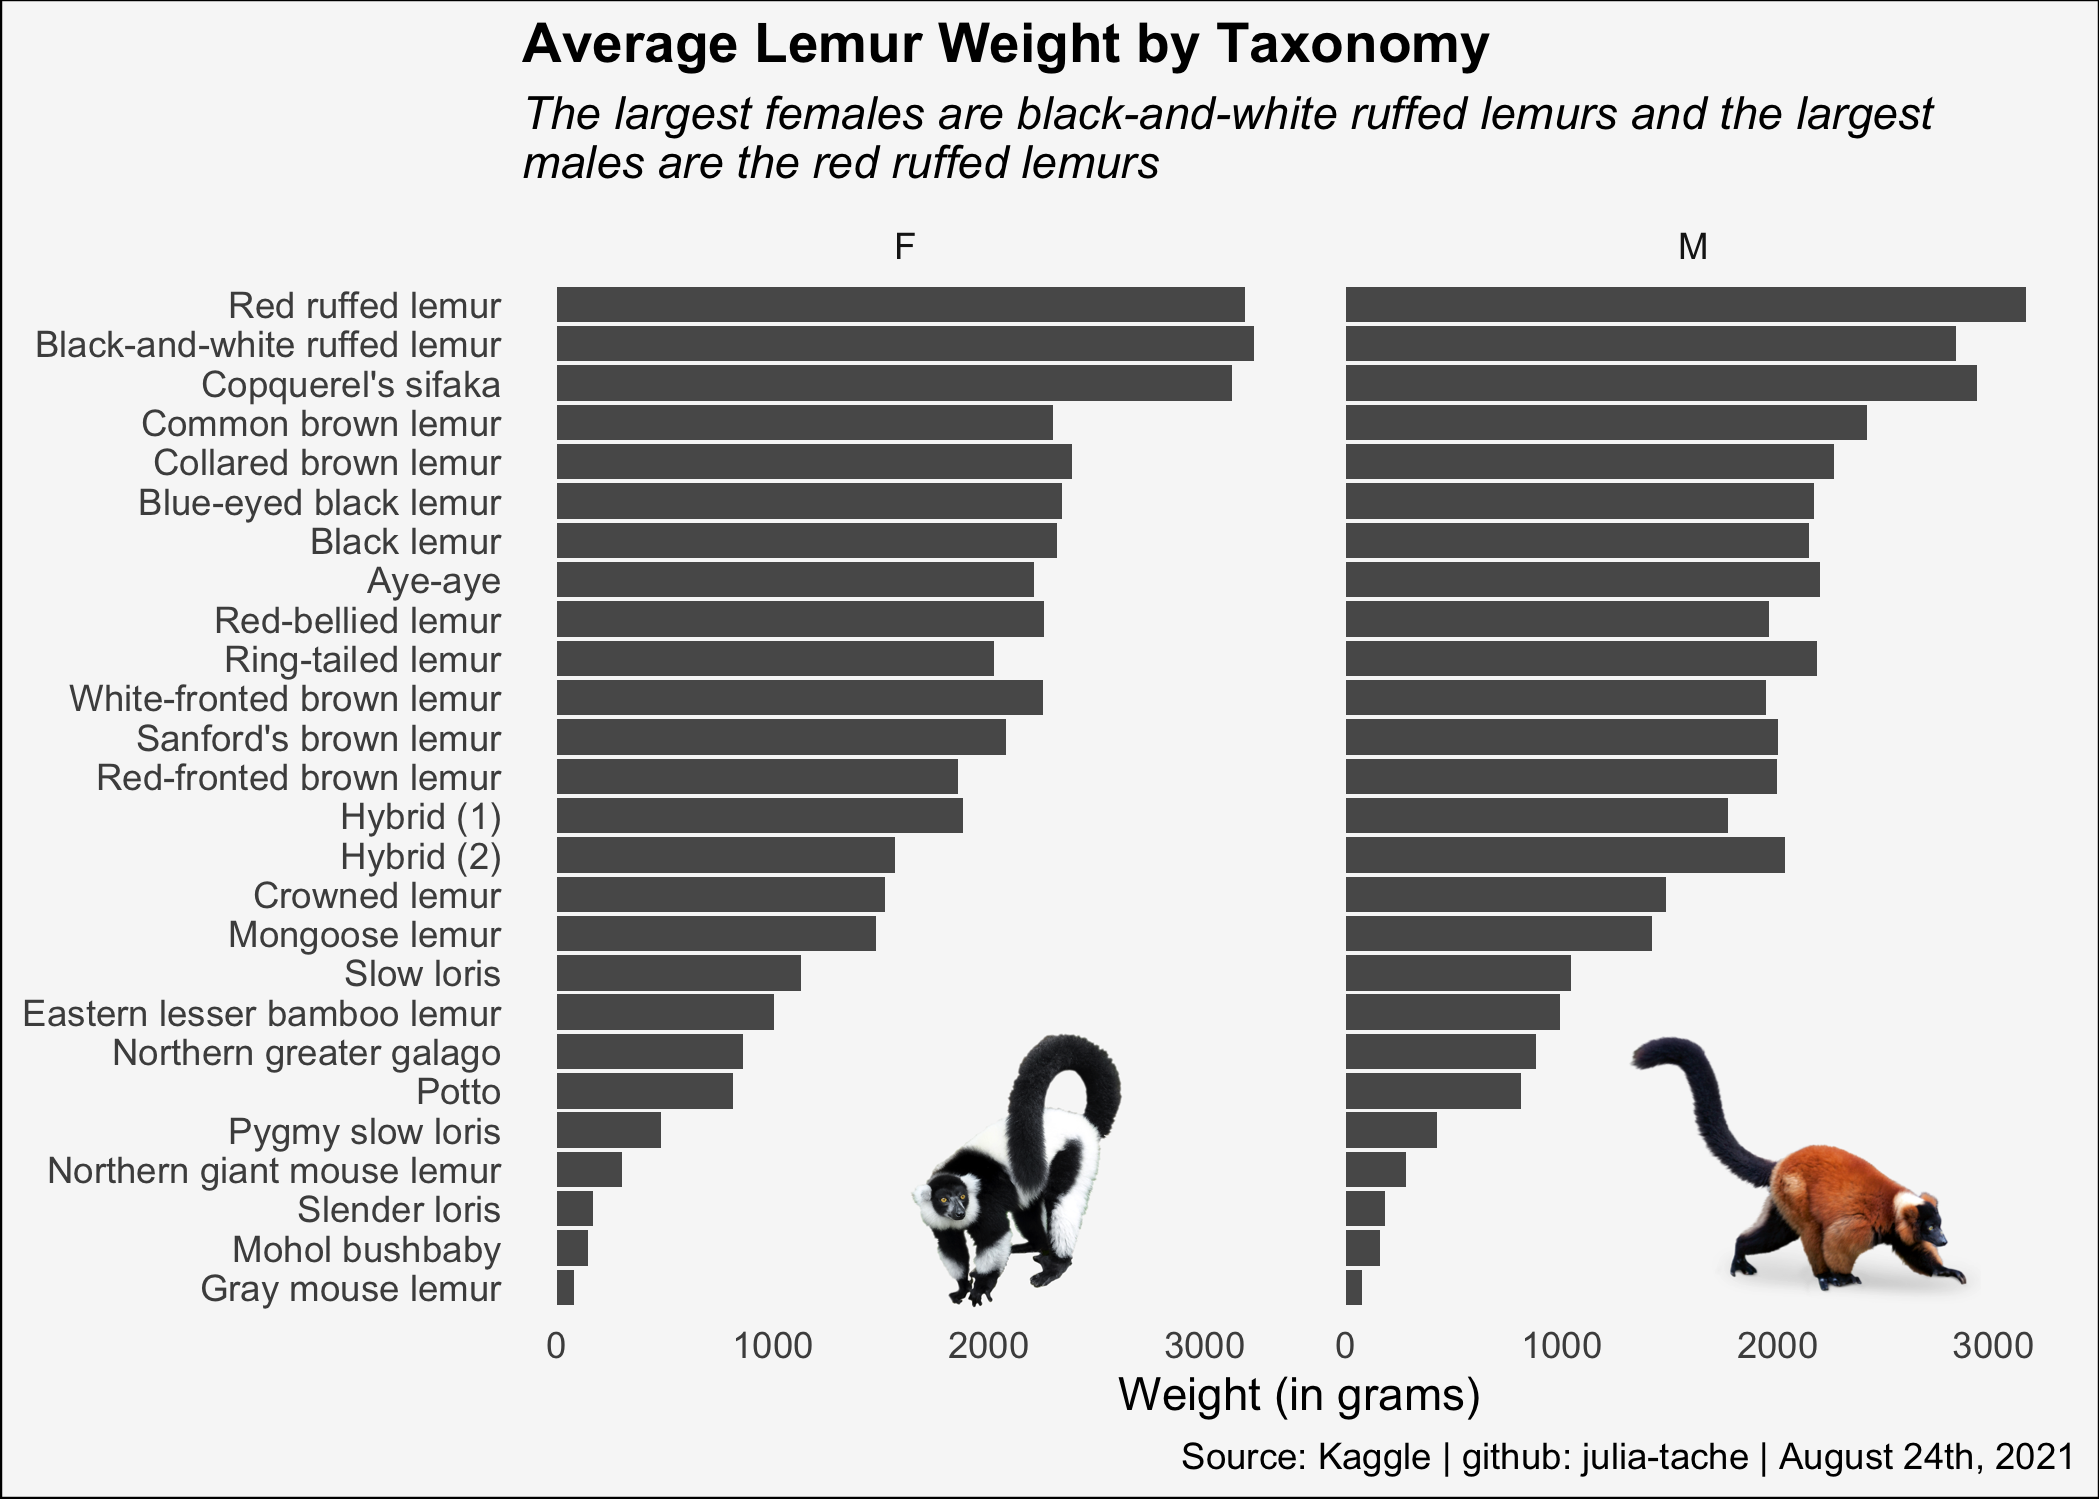 Average Lemur Weight by Taxonomy
The largest females are black-and-white ruffed lemurs and the largest
males are the red ruffed lemurs
F M
Red ruffed lemur
Black-and-white ruffed lemur
Copquerel's sifaka
Common brown lemur
Collared brown lemur
Blue-eyed black lemur
Black lemur
Aye-aye
Red-bellied lemur
Ring-tailed lemur
White-fronted brown lemur
Sanford's brown lemur
Red-fronted brown lemur
Hybrid (1)
Hybrid (2)
Crowned lemur
Mongoose lemur
Slow loris
Eastern lesser bamboo lemur
Northern greater galago
Potto
Pygmy slow loris
Northern giant mouse lemur
Slender loris
Mohol bushbaby
Gray mouse lemur
0 1000 2000 3000 0 1000 2000 3000
Weight (in grams)
Source: Kaggle | github: julia-tache | August 24th, 2021